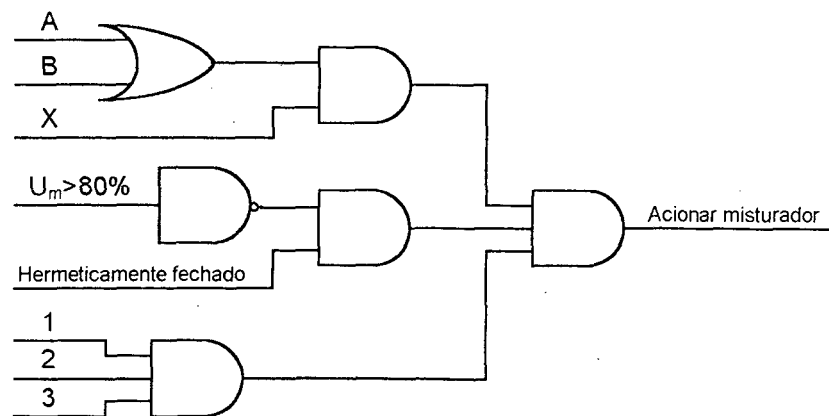 A
B
X
Um>80%
Acionar misturador
Hermeticamente fechado
1
2
3